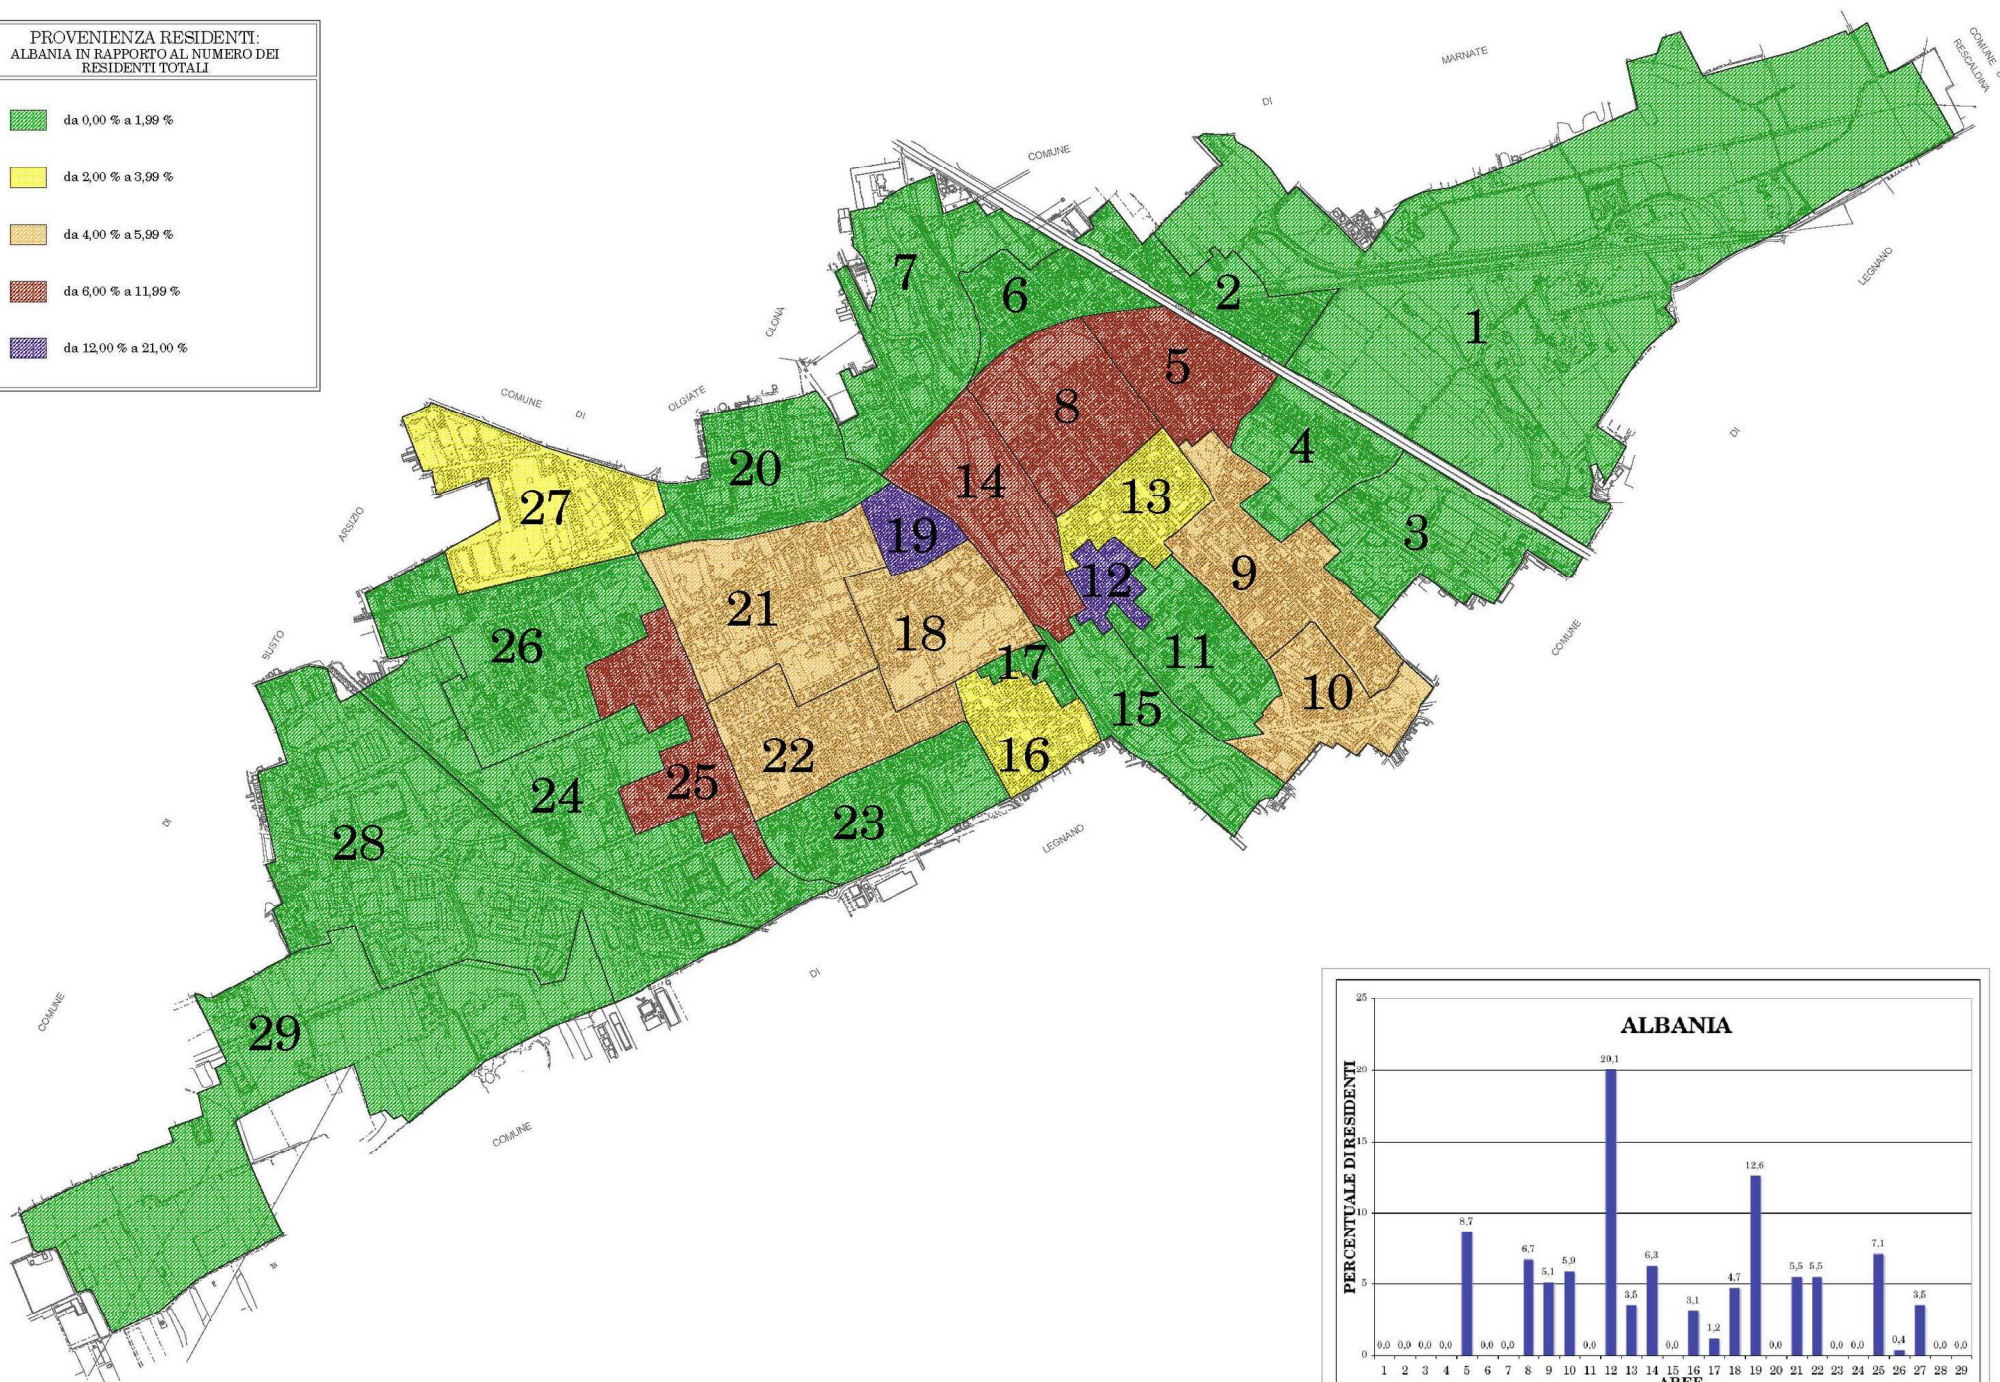 PROVENIENZA RESIDENTI:
ALBANIA IN RAPPORTO AL NUMERO DEI
RESIDENTI TOTALI
da 0,00 % a 1,99 %
da 2,00 % a 3,99 %
da 4,00 % a 5,99 %
da 6,00 % a 11,99 %
da 12,00 % a 21,00 %
MARNATE
DI
COMUNE
COMUNE
RESCALDINA
LEGNANO
DI
COMUNE
OLONA
OLGIATE
DI
COMUNE
ARSIZIO
BUSTO
DI
COMUNE
LEGNANO
DI
COMUNE
7
6
2
1
5
8
4
3
20
14
13
27
19
12
9
21
18
11
26
17
10
15
22
16
25
24
23
28
29
ALBANIA
PERCENTUALE DI RESIDENTI
25
20
15
10
5
0
0,0 0,0 0,0 0,0 8,7 0,0 0,0 6,7 5,1 5,9 0,0 20,1 3,5 6,3 0,0 3,1 1,2 4,7 12,6 0,0 5,5 5,5 0,0 0,0 7,1 0,4 3,5 0,0 0,0
1 2 3 4 5 6 7 8 9 10 11 12 13 14 15 16 17 18 19 20 21 22 23 24 25 26 27 28 29